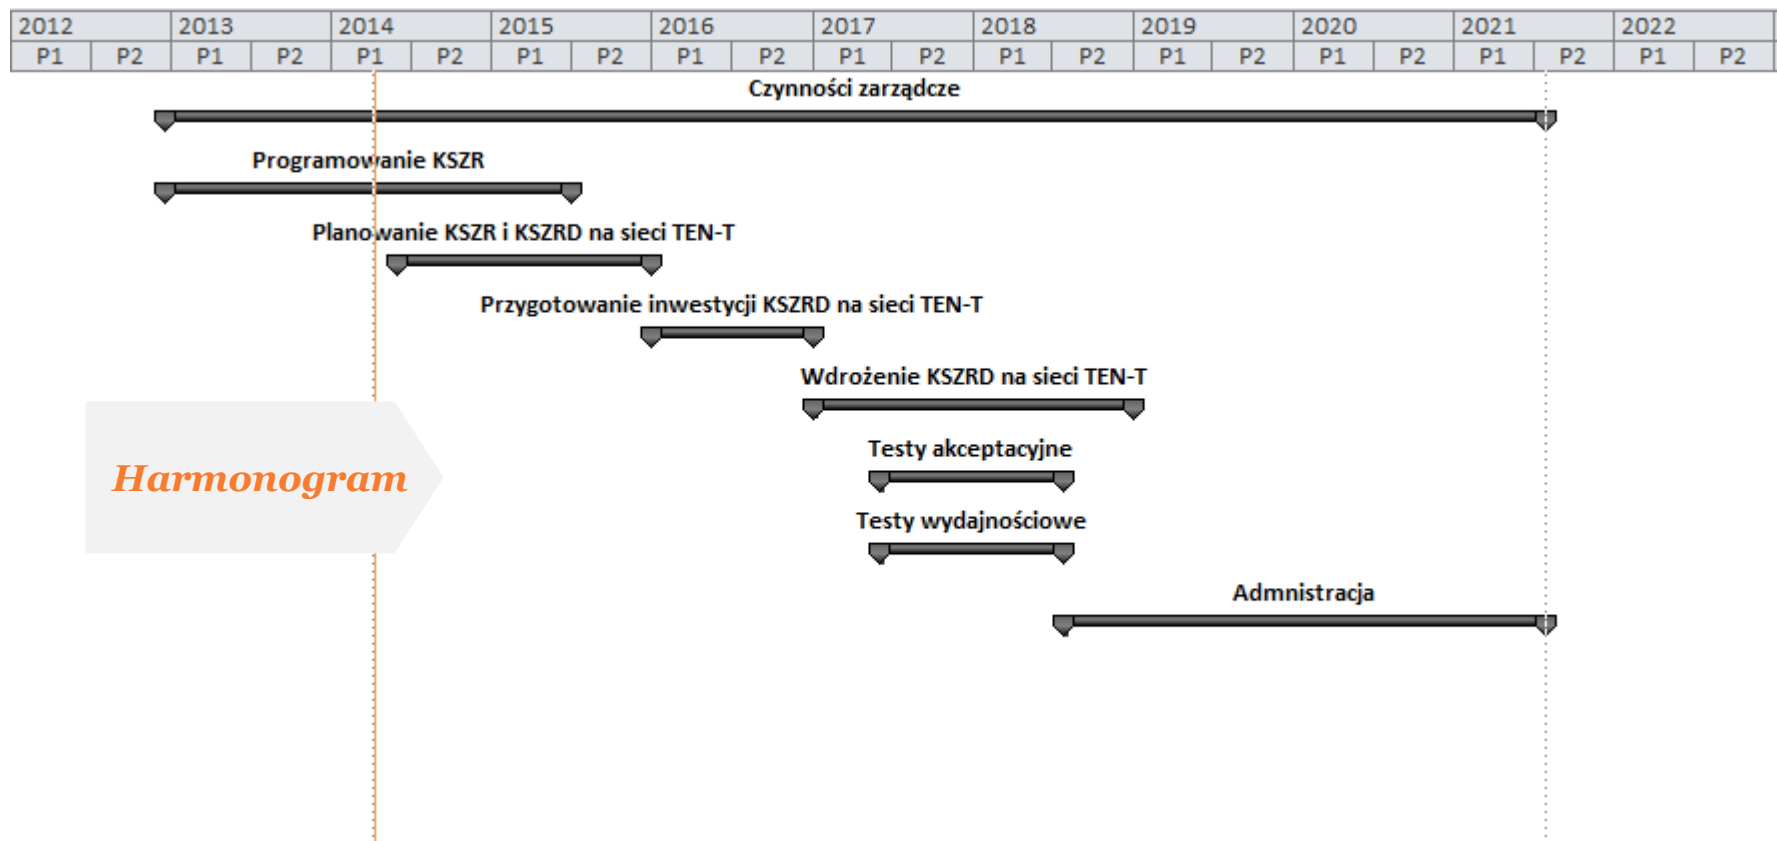 2012 2013 2014 2015 2016 2017 2018 2019 2020 2021 2022
P1 P2 P1 P2 P1 P2 P1 P2 P1 P2 P1 P2 P1 P2 P1 P2 P1 P2 P1 P2 P1 P2
Czynności zarządcze
Programowanie KSZR
Planowanie KSZR i KSZRD na sieci TEN-T
Przygotowanie inwestycji KSZRD na sieci TEN-T
Wdrożenie KSZRD na sieci TEN-T
Testy akceptacyjne
Harmonogram
Testy wydajnościowe
Admnistracja